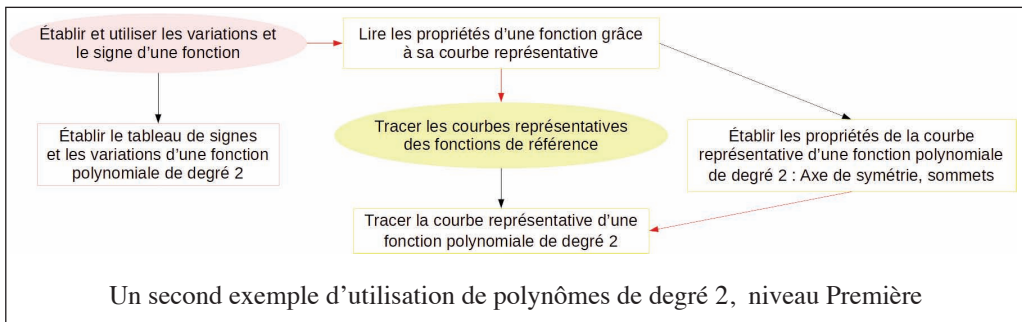 Établir et utiliser les variations et
le signe d'une fonction
Lire les propriétés d'une fonction grâce
à sa courbe représentative
Établir le tableau de signes
et les variations d'une fonction
polynomiale de degré 2
Tracer les courbes représentatives
des fonctions de référence
Établir les propriétés de la courbe
représentative d'une fonction polynomiale
de degré 2 : Axe de symétrie, sommets
Tracer la courbe représentative d'une
fonction polynomiale de degré 2
Un second exemple d'utilisation de polynômes de degré 2, niveau Première